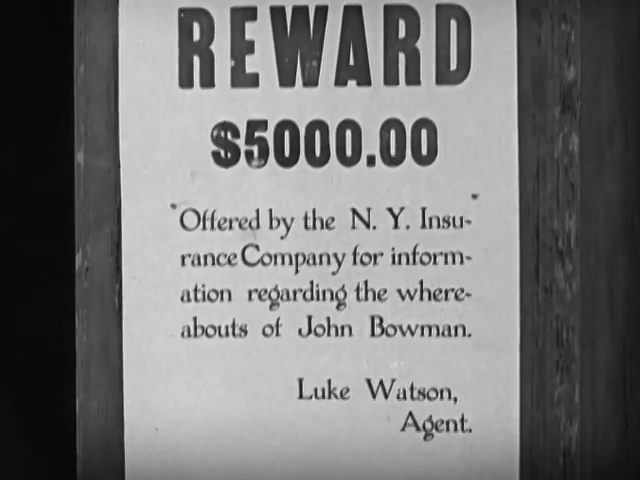 REWARD
$5000.00
Offered by the N. Y. Insu-
rance Company for inform-
ation regarding the where-
abouts of John Bowman.
Luke Watson,
Agent.